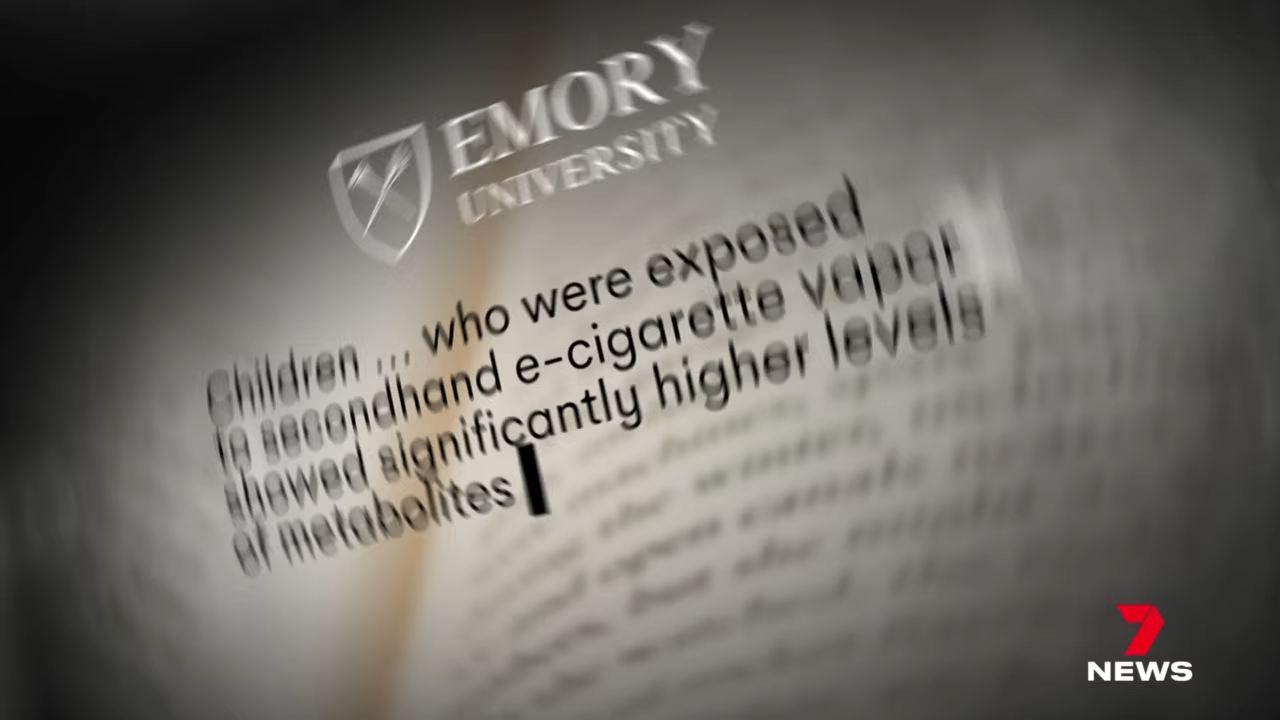 EMORY
UNIVERSITY
Children ... who were exposed
to secondhand e-cigarette vapor
showed significantly higher levels
of metabolites
7
NEWS